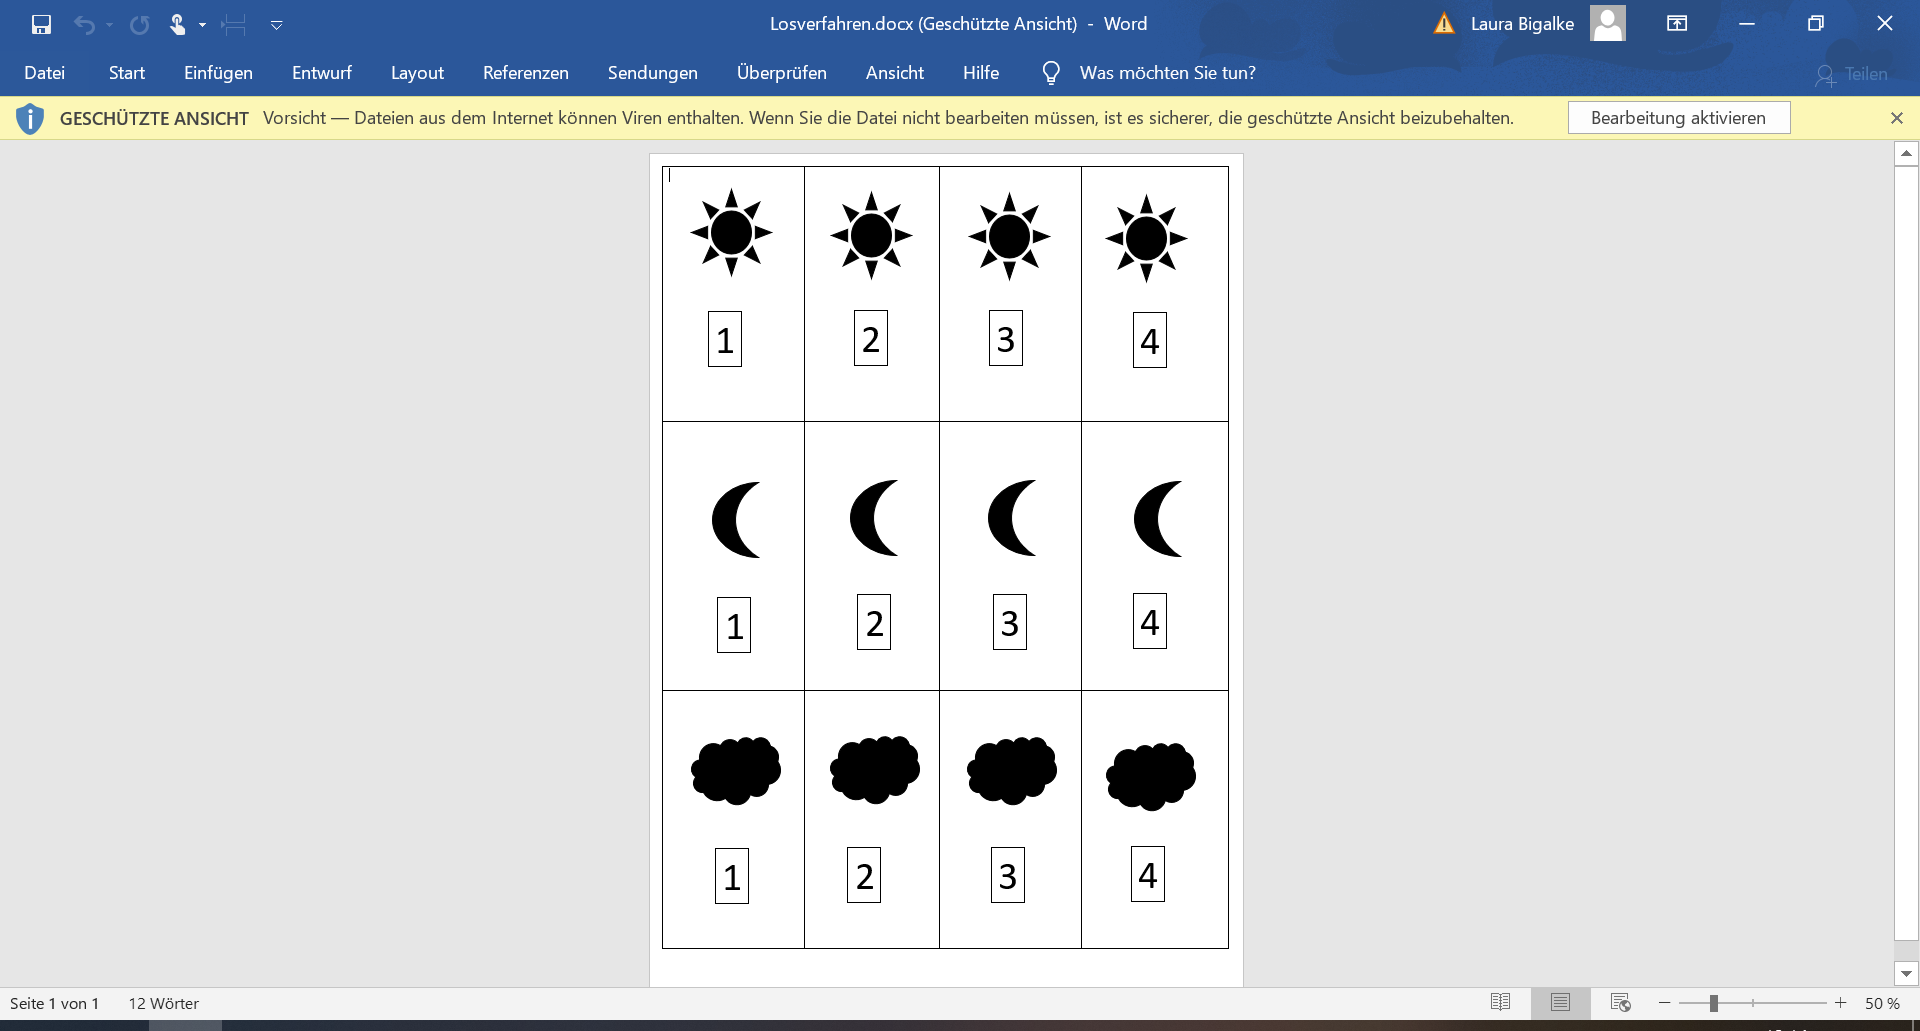 Losverfahren.docx (Geschützte Ansicht) - Word
Laura Bigalke
Datei Start Einfügen Entwurf Layout Referenzen Sendungen Überprüfen Ansicht Hilfe Was möchten Sie tun? Teilen
GESCHÜTZTE ANSICHT Vorsicht — Dateien aus dem Internet können Viren enthalten. Wenn Sie die Datei nicht bearbeiten müssen, ist es sicherer, die geschützte Ansicht beizubehalten. Bearbeitung aktivieren
1 2 3 4
1 2 3 4
1 2 3 4
Seite 1 von 1 12 Wörter 50 %